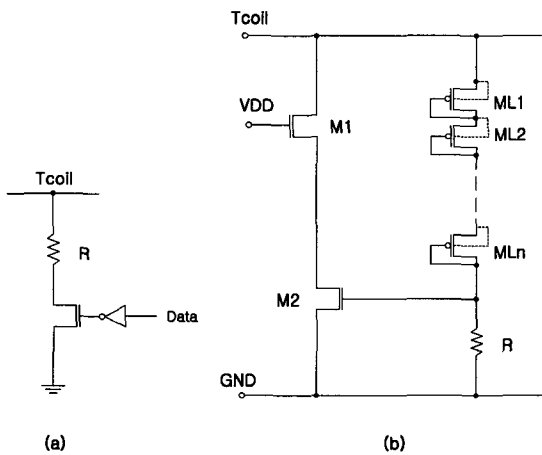 Tcoil
R
Data
(a)
Tcoil
VDD
M1
ML1
ML2
MLn
M2
R
GND
(b)